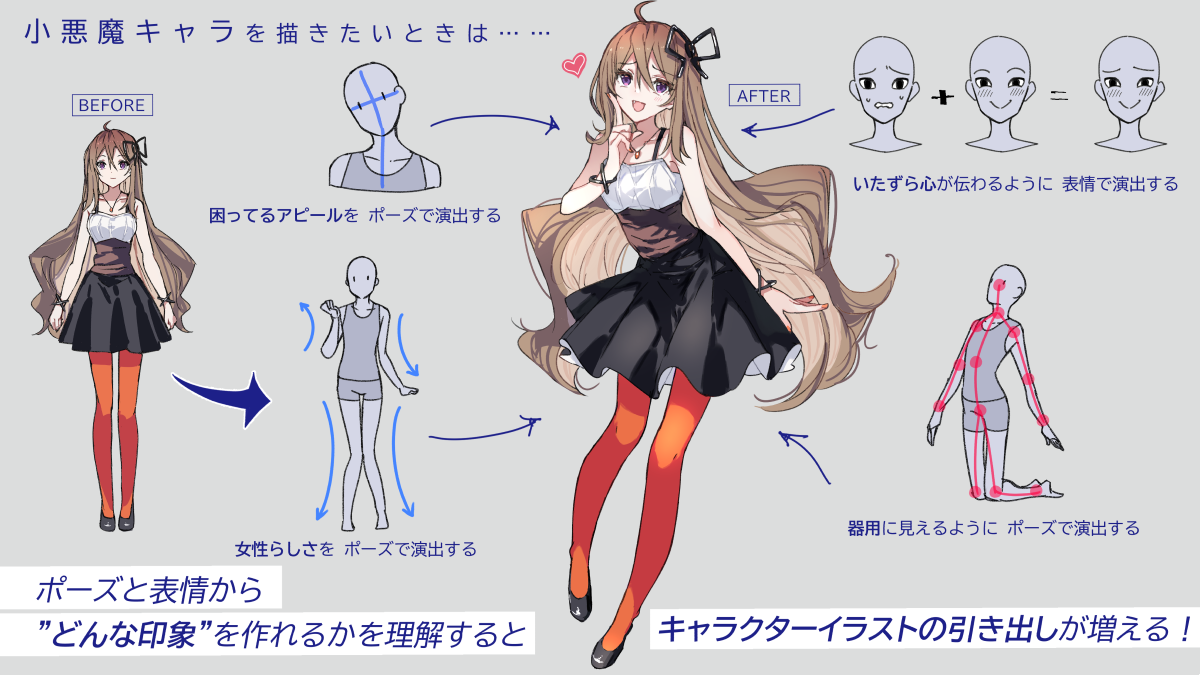 小悪魔キャラを描きたいときは……
BEFORE
AFTER
困ってるアピールを ポーズで演出する
いたずら心が伝わるように 表情で演出する
女性らしさを ポーズで演出する
器用に見えるように ポーズで演出する
ポーズと表情から
”どんな印象”を作れるかを理解すると
キャラクターイラストの引き出しが増える！